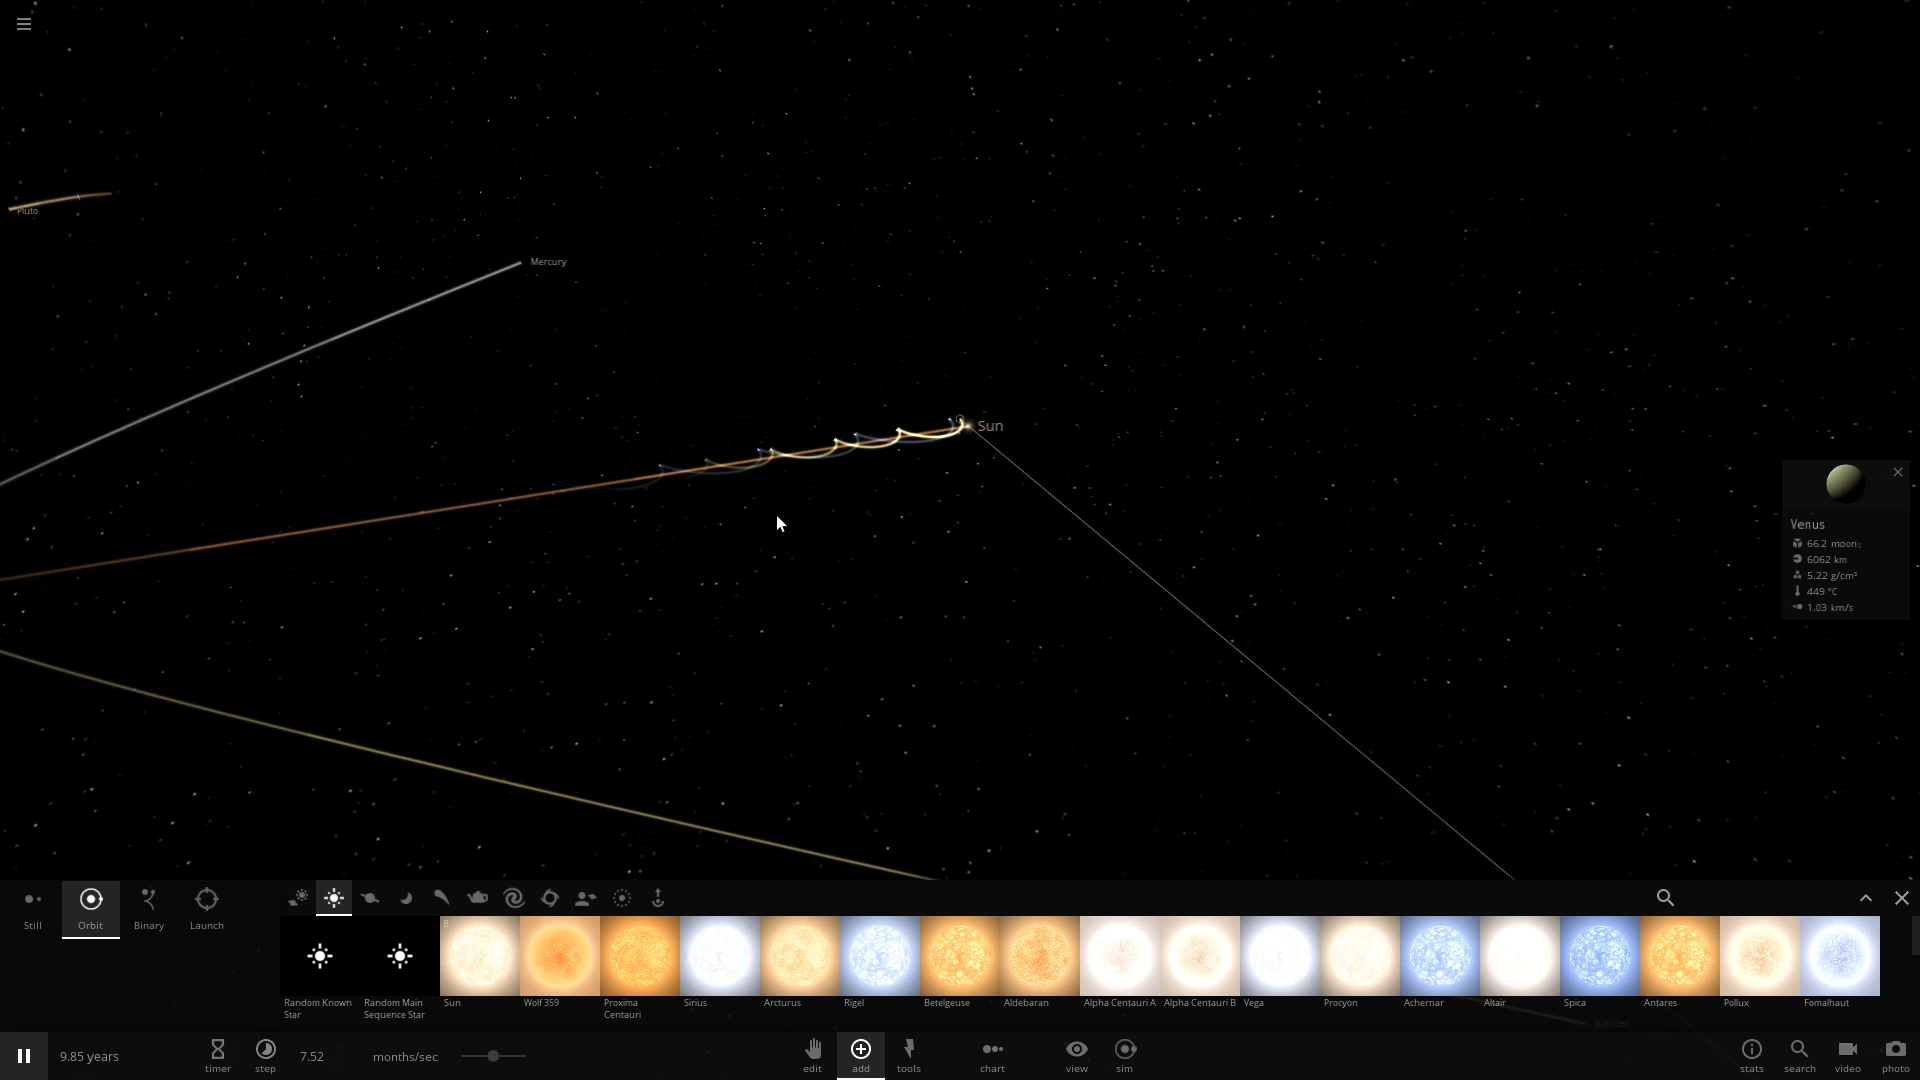 Pluto
Mercury
Sun
Venus
66.2 moon
6062 km
5.22 g/cm³
449 °C
1.03 km/s
Still
Orbit
Binary
Launch
8
Random Known Star
Random Main Sequence Star
Sun
Wolf 359
Proxima Centauri
Sirius
Arcturus
Rigel
Betelgeuse
Aldebaran
Alpha Centauri A
Alpha Centauri B
Vega
Procyon
Achernar
Altair
Spica
Antares
Pollux
Fomalhaut
Jupiter
9.85 years
timer
step
7.52
months/sec
edit
add
tools
chart
view
sim
stats
search
video
photo